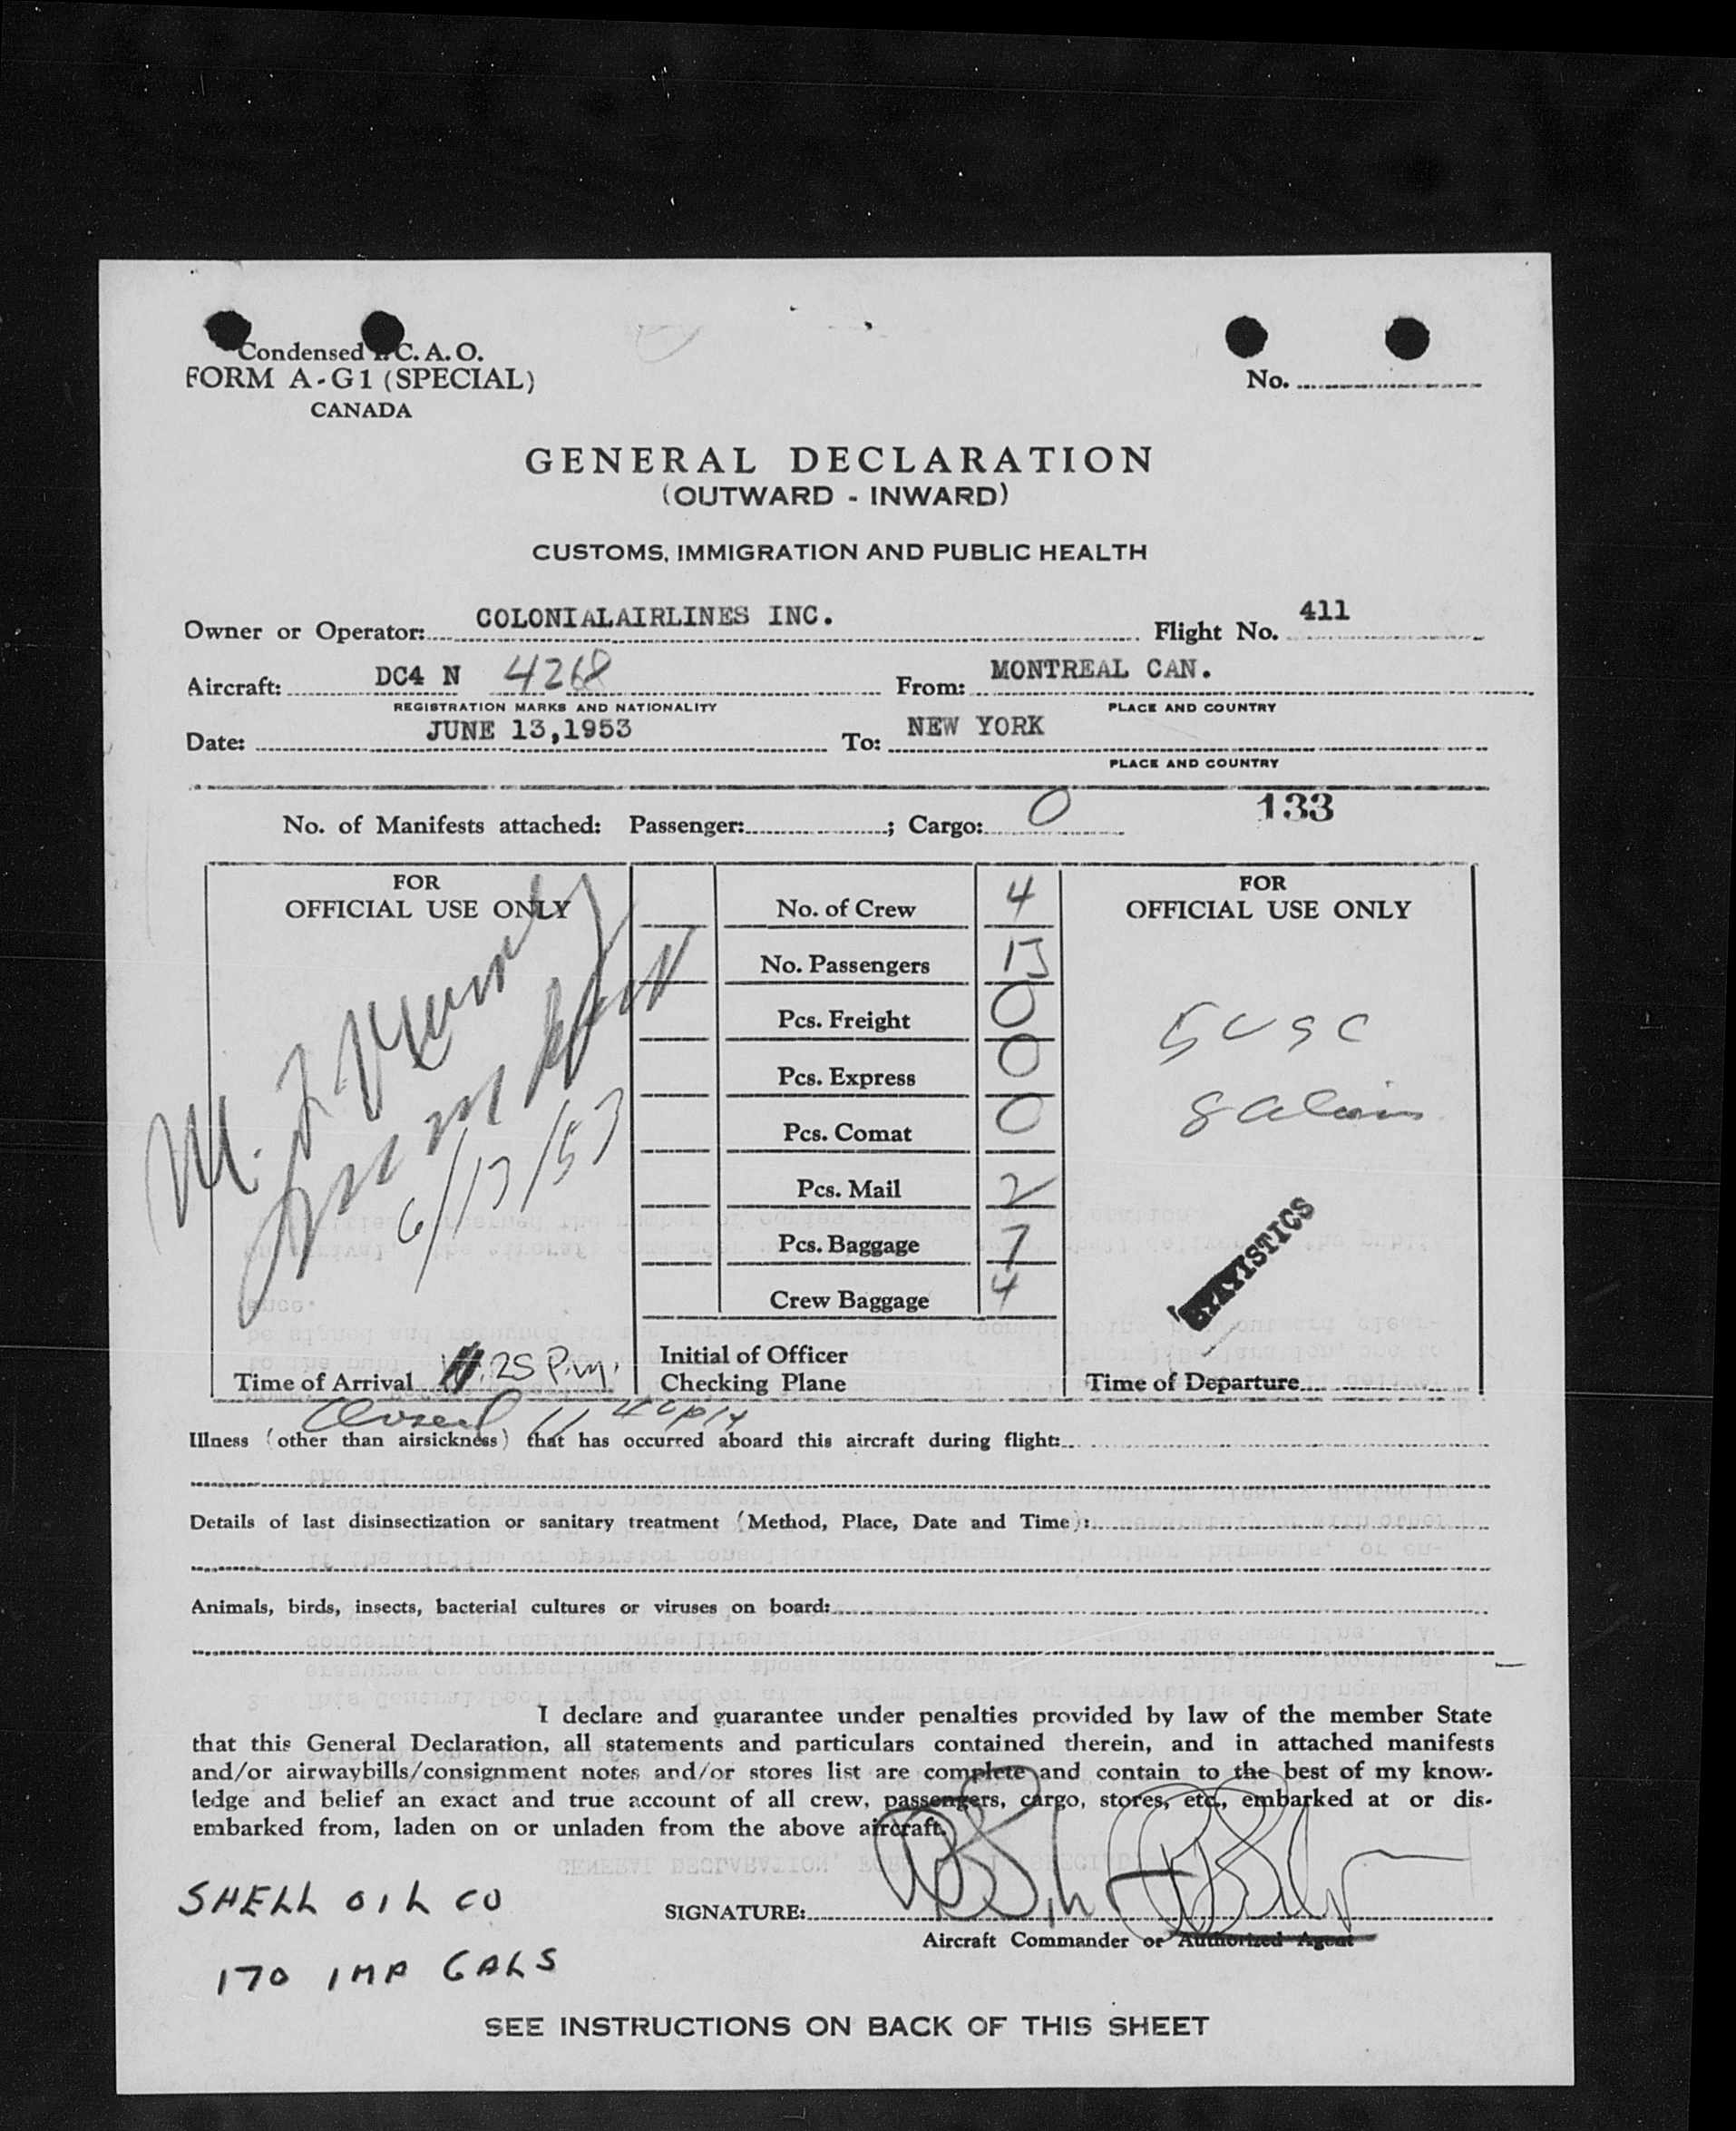 Condensed I. C. A. O.
FORM A-G1 (SPECIAL)
CANADA
No.
GENERAL DECLARATION
(OUTWARD - INWARD)
CUSTOMS, IMMIGRATION AND PUBLIC HEALTH
Owner or Operator: COLONIALAIRLINES INC. Flight No. 411
Aircraft: DC4 N 4268 From: MONTREAL CAN.
REGISTRATION MARKS AND NATIONALITY PLACE AND COUNTRY
Date: JUNE 13,1953 To: NEW YORK
PLACE AND COUNTRY
133
No. of Manifests attached: Passenger: ; Cargo: 0
FOR
OFFICIAL USE ONLY
M. J.
6/13/53
Time of Arrival 11.25 P.M.
No. of Crew 4
No. Passengers 15
Pcs. Freight 0
Pcs. Express 0
Pcs. Comat 0
Pcs. Mail 2
Pcs. Baggage 7
Crew Baggage 4
Initial of Officer
Checking Plane
FOR
OFFICIAL USE ONLY
5 USC
8 Alien
STATISTICS
Time of Departure
Illness (other than airsickness) that has occurred aboard this aircraft during flight:
Details of last disinsectization or sanitary treatment (Method, Place, Date and Time):
Animals, birds, insects, bacterial cultures or viruses on board:
I declare and guarantee under penalties provided by law of the member State
that this General Declaration, all statements and particulars contained therein, and in attached manifests
and/or airwaybills/consignment notes and/or stores list are complete and contain to the best of my know-
ledge and belief an exact and true account of all crew, passengers, cargo, stores, etc., embarked at or dis-
embarked from, laden on or unladen from the above aircraft.
SHELL OIL CO
170 IMP GALS
SIGNATURE:
Aircraft Commander or Authorized Agent
SEE INSTRUCTIONS ON BACK OF THIS SHEET